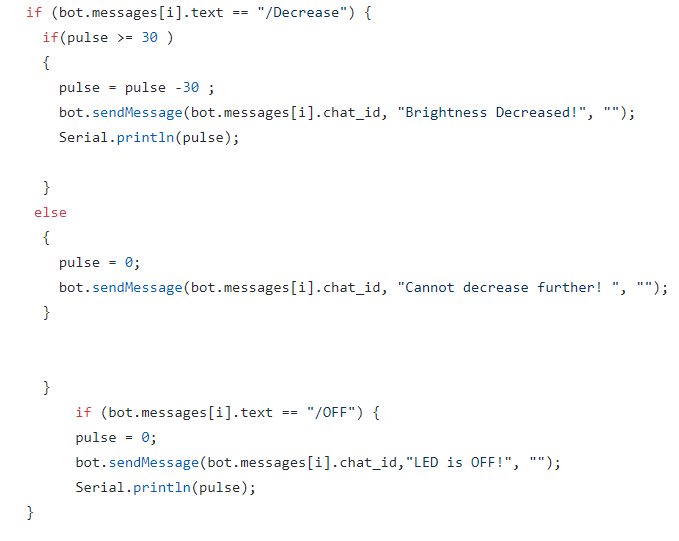 if (bot.messages[i].text == "/Decrease") {
if(pulse >= 30 )
{
pulse = pulse -30 ;
bot.sendMessage(bot.messages[i].chat_id, "Brightness Decreased!", "");
Serial.println(pulse);
}
else
{
pulse = 0;
bot.sendMessage(bot.messages[i].chat_id, "Cannot decrease further! ", "");
}
}
if (bot.messages[i].text == "/OFF") {
pulse = 0;
bot.sendMessage(bot.messages[i].chat_id,"LED is OFF!", "");
Serial.println(pulse);
}